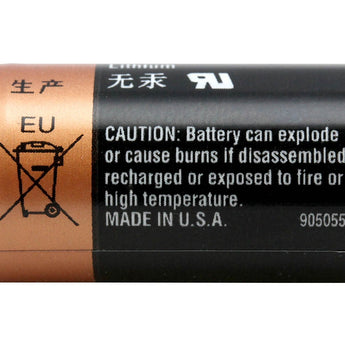 Lithium
生产 无汞
EU
CAUTION: Battery can explode
or cause burns if disassembled
recharged or exposed to fire or
high temperature.
MADE IN U.S.A. 905055